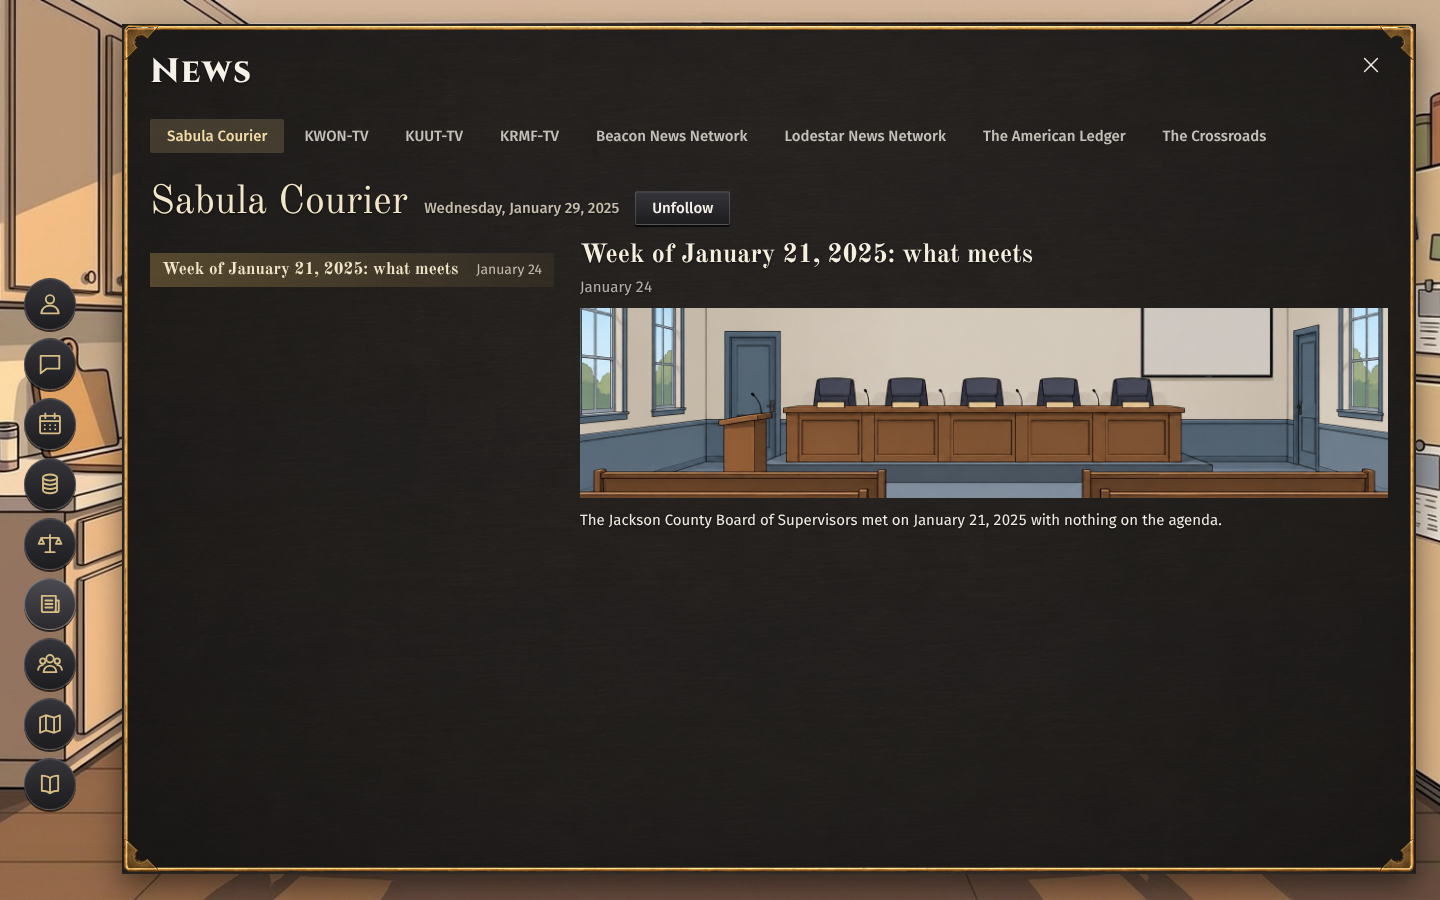 News
Sabula Courier
KWON-TV
KUUT-TV
KRMF-TV
Beacon News Network
Lodestar News Network
The American Ledger
The Crossroads
Sabula Courier
Wednesday, January 29, 2025
Unfollow
Week of January 21, 2025: what meets
January 24
Week of January 21, 2025: what meets
January 24
The Jackson County Board of Supervisors met on January 21, 2025 with nothing on the agenda.